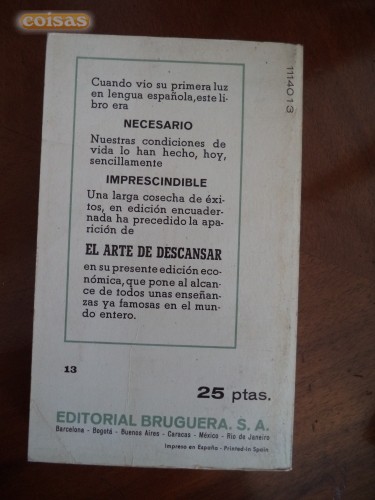 coisas
Cuando vio su primera luz
en lengua española, este li-
bro era
NECESARIO
Nuestras condiciones de
vida lo han hecho, hoy,
sencillamente
IMPRESCINDIBLE
Una larga cosecha de éxi-
tos, en edición encuader-
nada ha precedido la apa-
rición de
EL ARTE DE DESCANSAR
en su presente edición eco-
nómica, que pone al alcan-
ce de todos unas enseñan-
zas ya famosas en el mun-
do entero.
13
25 ptas.
EDITORIAL BRUGUERA. S. A.
Barcelona - Bogotá - Buenos Aires - Caracas - México - Rio de Janeiro
Impreso en España - Printed in Spain
1114013